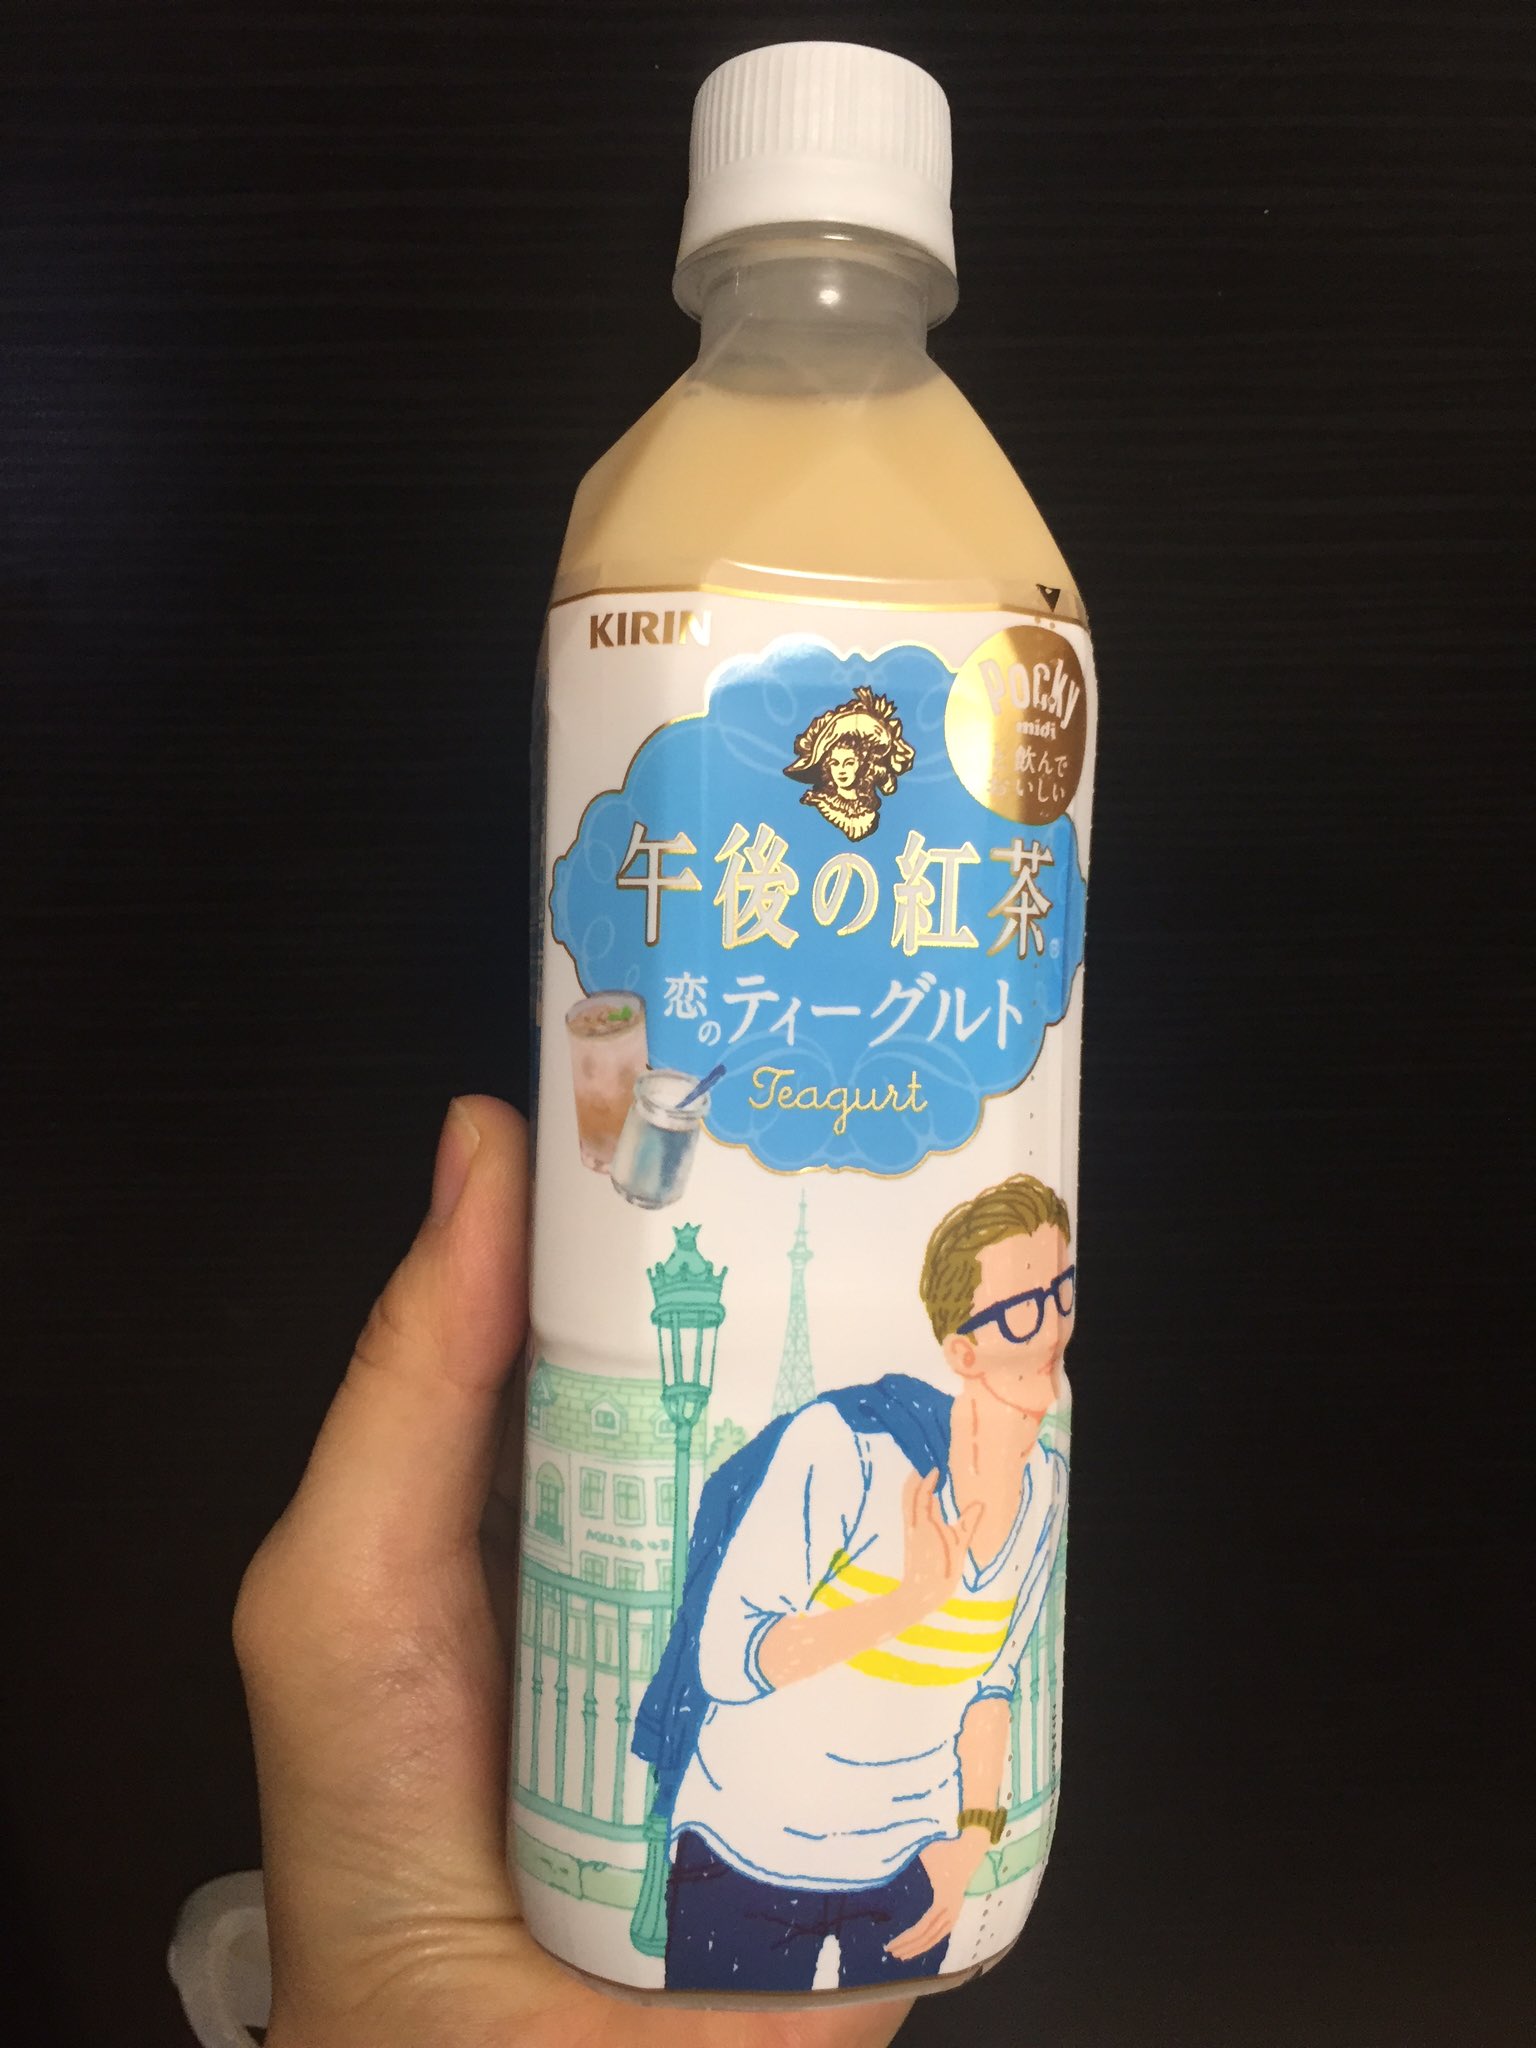 KIRIN
Pocky
midi
と飲んで
おいしい
午後の紅茶®
恋のティーグルト
Teagurt